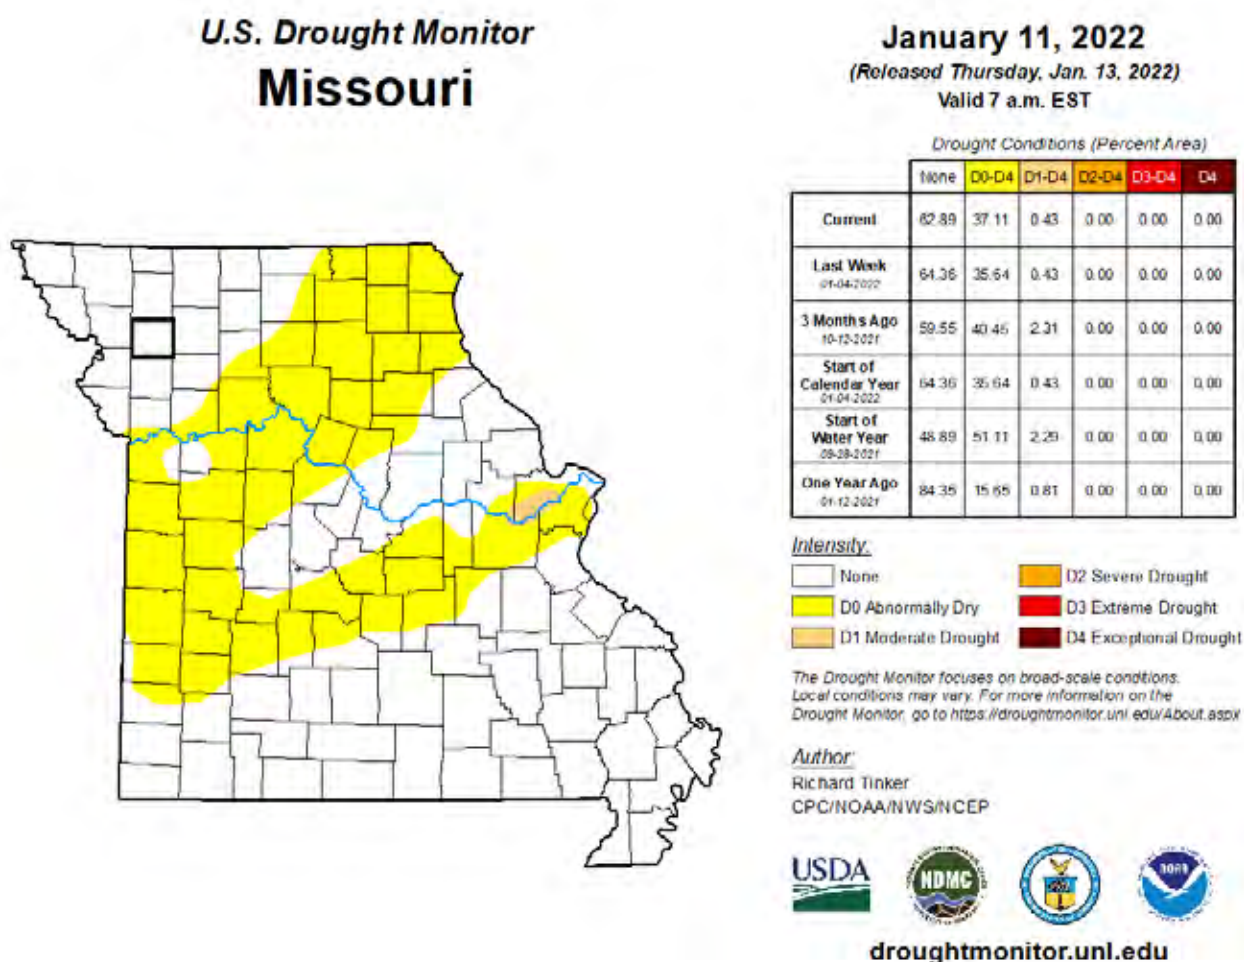 U.S. Drought Monitor
Missouri
January 11, 2022
(Released Thursday, Jan. 13, 2022)
Valid 7 a.m. EST
Drought Conditions (Percent Area)
None D0-D4 D1-D4 D2-D4 D3-D4 D4
Current 62.89 37.11 0.43 0.00 0.00 0.00
Last Week 01-04-2022 64.36 35.64 0.43 0.00 0.00 0.00
3 Months Ago 10-12-2021 59.55 40.45 2.31 0.00 0.00 0.00
Start of Calendar Year 01-04-2022 64.36 35.64 0.43 0.00 0.00 0.00
Start of Water Year 09-28-2021 48.89 51.11 2.29 0.00 0.00 0.00
One Year Ago 01-12-2021 84.35 15.65 0.81 0.00 0.00 0.00
Intensity:
None
D0 Abnormally Dry
D1 Moderate Drought
D2 Severe Drought
D3 Extreme Drought
D4 Exceptional Drought
The Drought Monitor focuses on broad-scale conditions.
Local conditions may vary. For more information on the
Drought Monitor, go to https://droughtmonitor.unl.edu/About.aspx
Author:
Richard Tinker
CPC/NOAA/NWS/NCEP
USDA
NDMC
NOAA
droughtmonitor.unl.edu